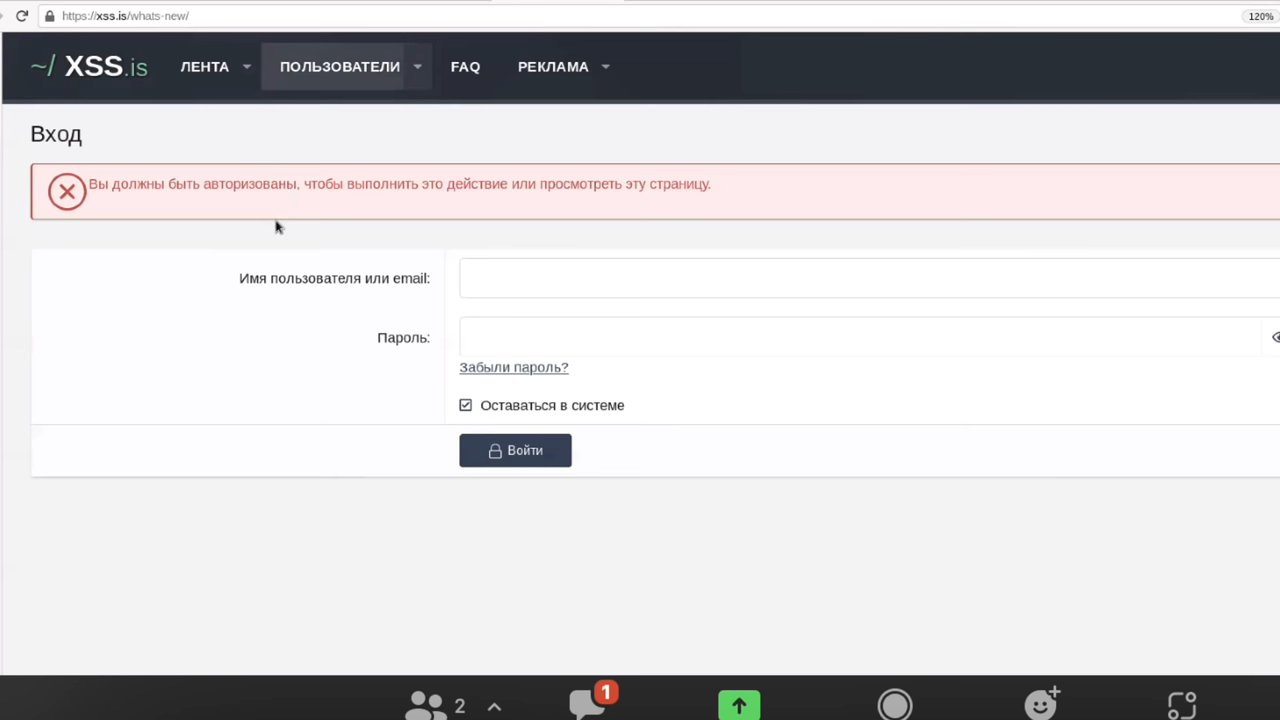 https://xss.is/whats-new/
120%
~/ XSS.is ЛЕНТА ПОЛЬЗОВАТЕЛИ FAQ РЕКЛАМА
Вход
Вы должны быть авторизованы, чтобы выполнить это действие или просмотреть эту страницу.
Имя пользователя или email:
Пароль:
Забыли пароль?
Оставаться в системе
Войти
2
1